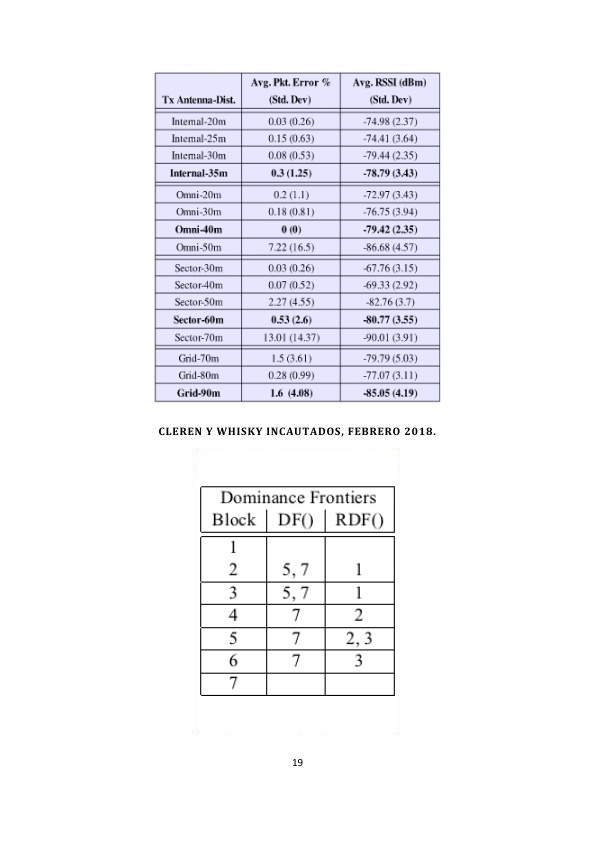 Avg. Pkt. Error % Avg. RSSI (dBm)
Tx Antenna-Dist. (Std. Dev) (Std. Dev)
Internal-20m 0.03 (0.26) -74.98 (2.37)
Internal-25m 0.15 (0.63) -74.41 (3.64)
Internal-30m 0.08 (0.53) -79.44 (2.35)
Internal-35m 0.3 (1.25) -78.79 (3.43)
Omni-20m 0.2 (1.1) -72.97 (3.43)
Omni-30m 0.18 (0.81) -76.75 (3.94)
Omni-40m 0 (0) -79.42 (2.35)
Omni-50m 7.22 (16.5) -86.68 (4.57)
Sector-30m 0.03 (0.26) -67.76 (3.15)
Sector-40m 0.07 (0.52) -69.33 (2.92)
Sector-50m 2.27 (4.55) -82.76 (3.7)
Sector-60m 0.53 (2.6) -80.77 (3.55)
Sector-70m 13.01 (14.37) -90.01 (3.91)
Grid-70m 1.5 (3.61) -79.79 (5.03)
Grid-80m 0.28 (0.99) -77.07 (3.11)
Grid-90m 1.6 (4.08) -85.05 (4.19)
CLEREN Y WHISKY INCAUTADOS, FEBRERO 2018.
Dominance Frontiers
Block DF() RDF()
1
2 5, 7 1
3 5, 7 1
4 7 2
5 7 2, 3
6 7 3
7
19